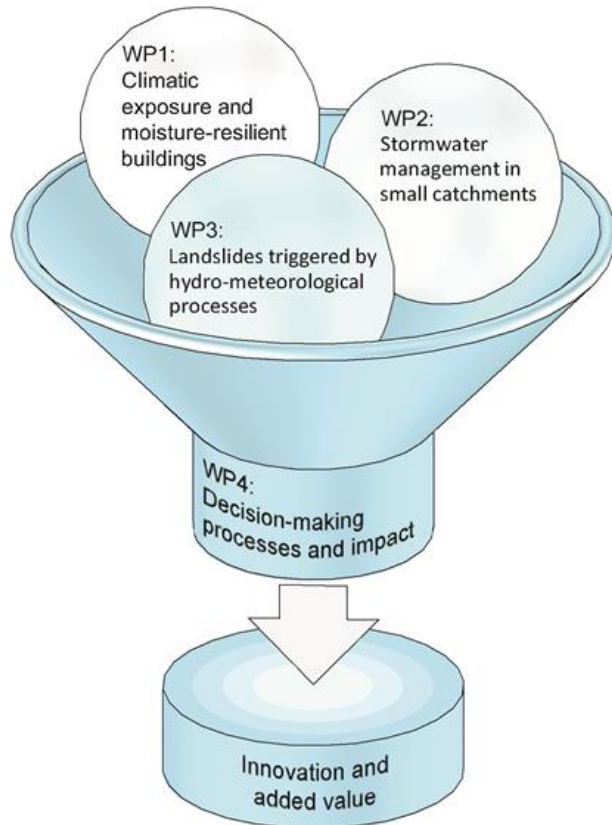 WP1:
Climatic
exposure and
moisture-resilient
buildings
WP2:
Stormwater
management in
small catchments
WP3:
Landslides triggered by
hydro-meteorological
processes
WP4:
Decision-making
processes and impact
Innovation and
added value